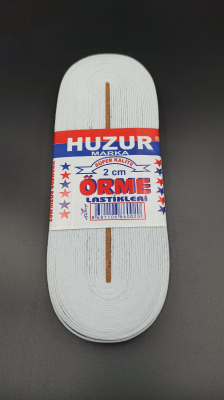 HUZUR®
MARKA
SÜPER KALİTE
2 cm
ÖRME
LASTİKLERİ